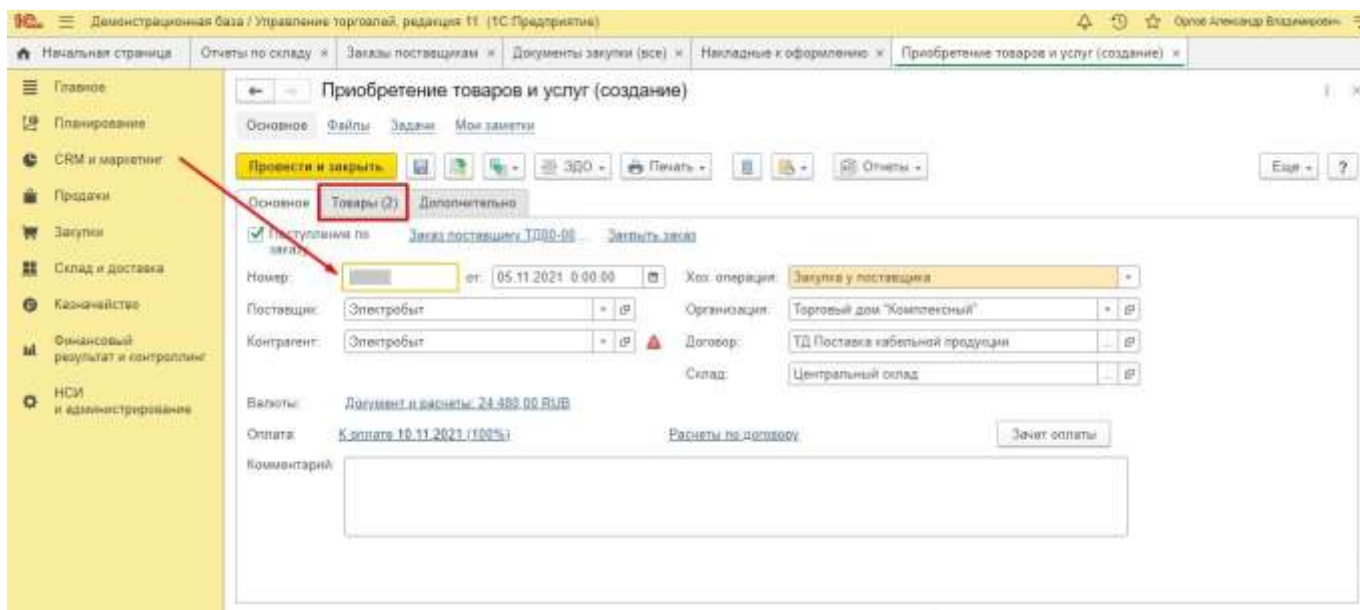 Демонстрационная база / Управление торговлей, редакция 11 (1С:Предприятие)
Орлов Александр Владимирович
Начальная страница
Отчеты по складу ×
Заказы поставщикам ×
Документы закупки (все) ×
Накладные к оформлению ×
Приобретение товаров и услуг (создание) ×
Главное
Планирование
CRM и маркетинг
Продажи
Закупки
Склад и доставка
Казначейство
Финансовый
результат и контроллинг
НСИ
и администрирование
Приобретение товаров и услуг (создание)
Основное Файлы Задачи Мои заметки
Провести и закрыть ЭДО Печать Отчеты Еще ?
Основное Товары (2) Дополнительно
Поступление по
заказу
Заказ поставщику ТД00-00... Закрыть заказ
Номер: от: 05.11.2021 0:00:00 Хоз. операция: Закупка у поставщика
Поставщик: Электробыт Организация: Торговый дом "Комплексный"
Контрагент: Электробыт Договор: ТД Поставка кабельной продукции
Склад: Центральный склад
Валюты: Документ и расчеты: 24 480,00 RUB
Оплата: К оплате 10.11.2021 (100%) Расчеты по договору Зачет оплаты
Комментарий: